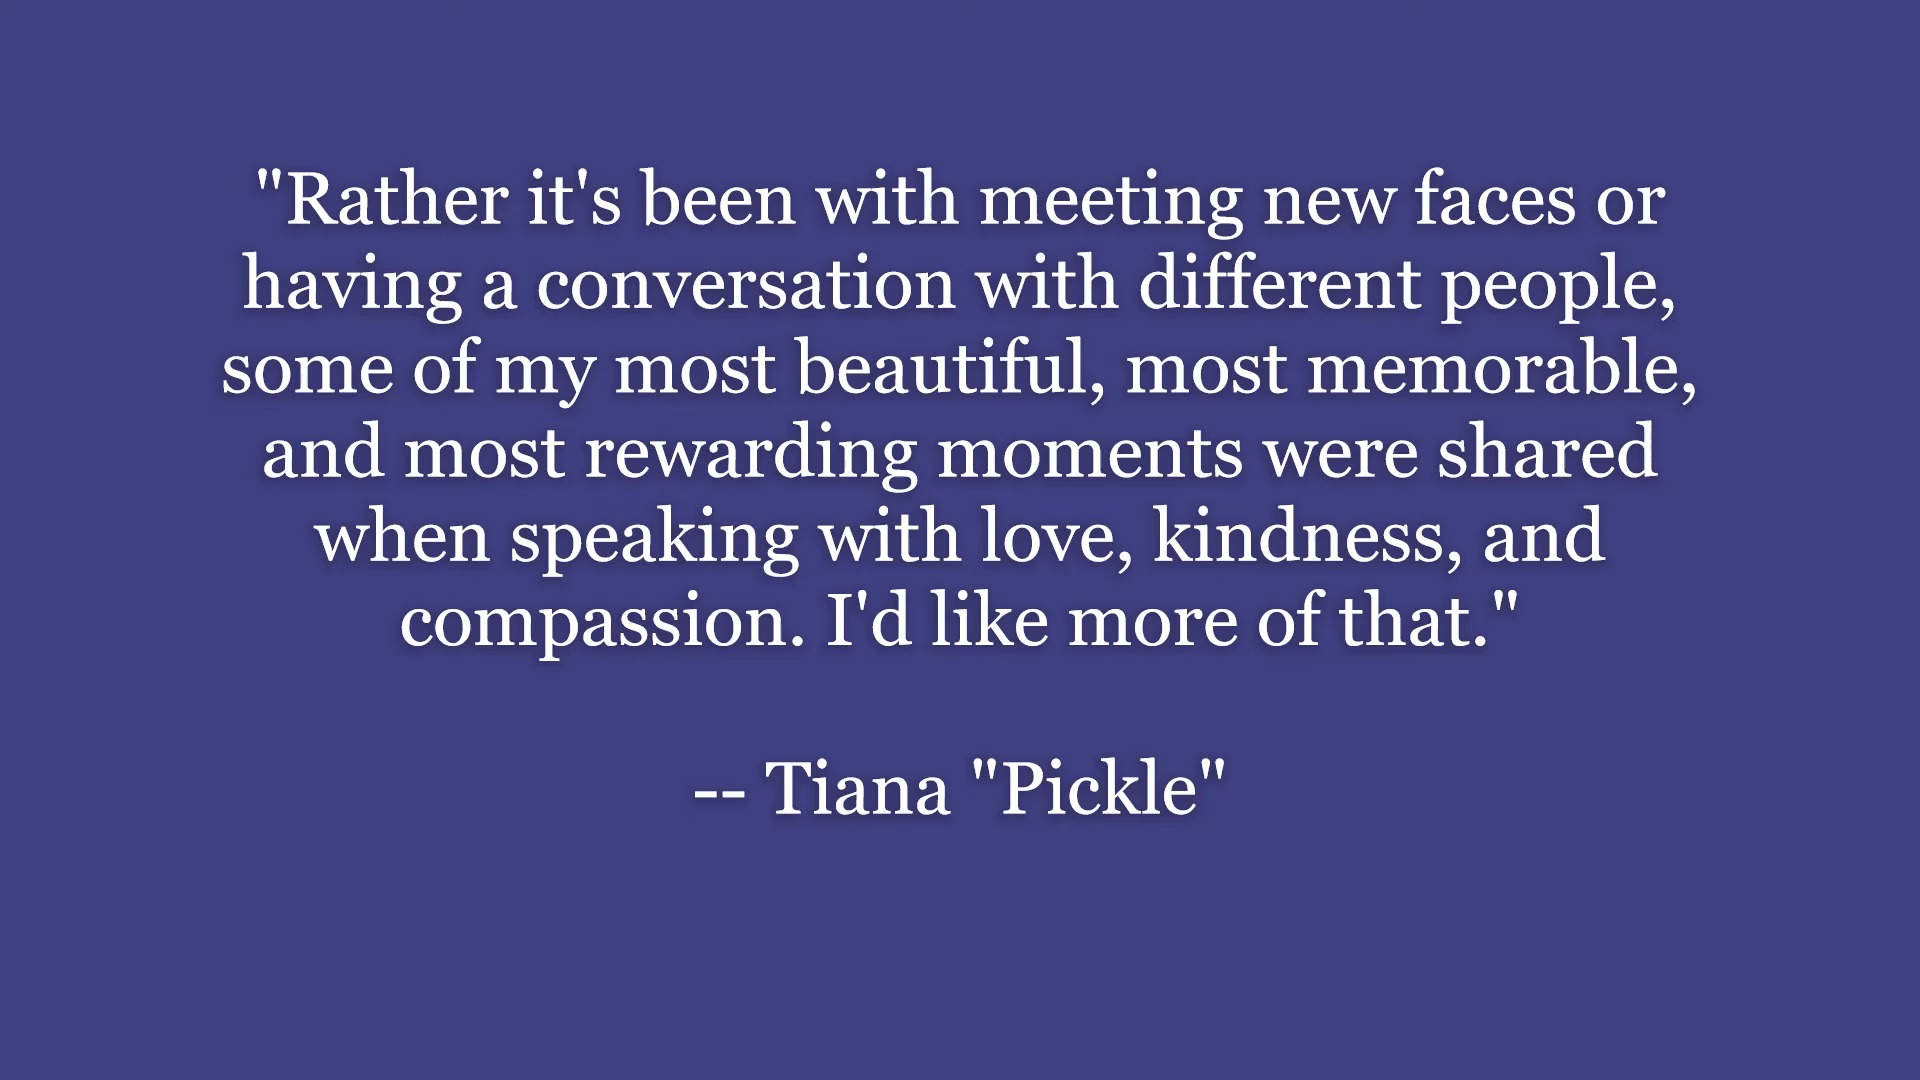 "Rather it's been with meeting new faces or
having a conversation with different people,
some of my most beautiful, most memorable,
and most rewarding moments were shared
when speaking with love, kindness, and
compassion. I'd like more of that."
-- Tiana "Pickle"